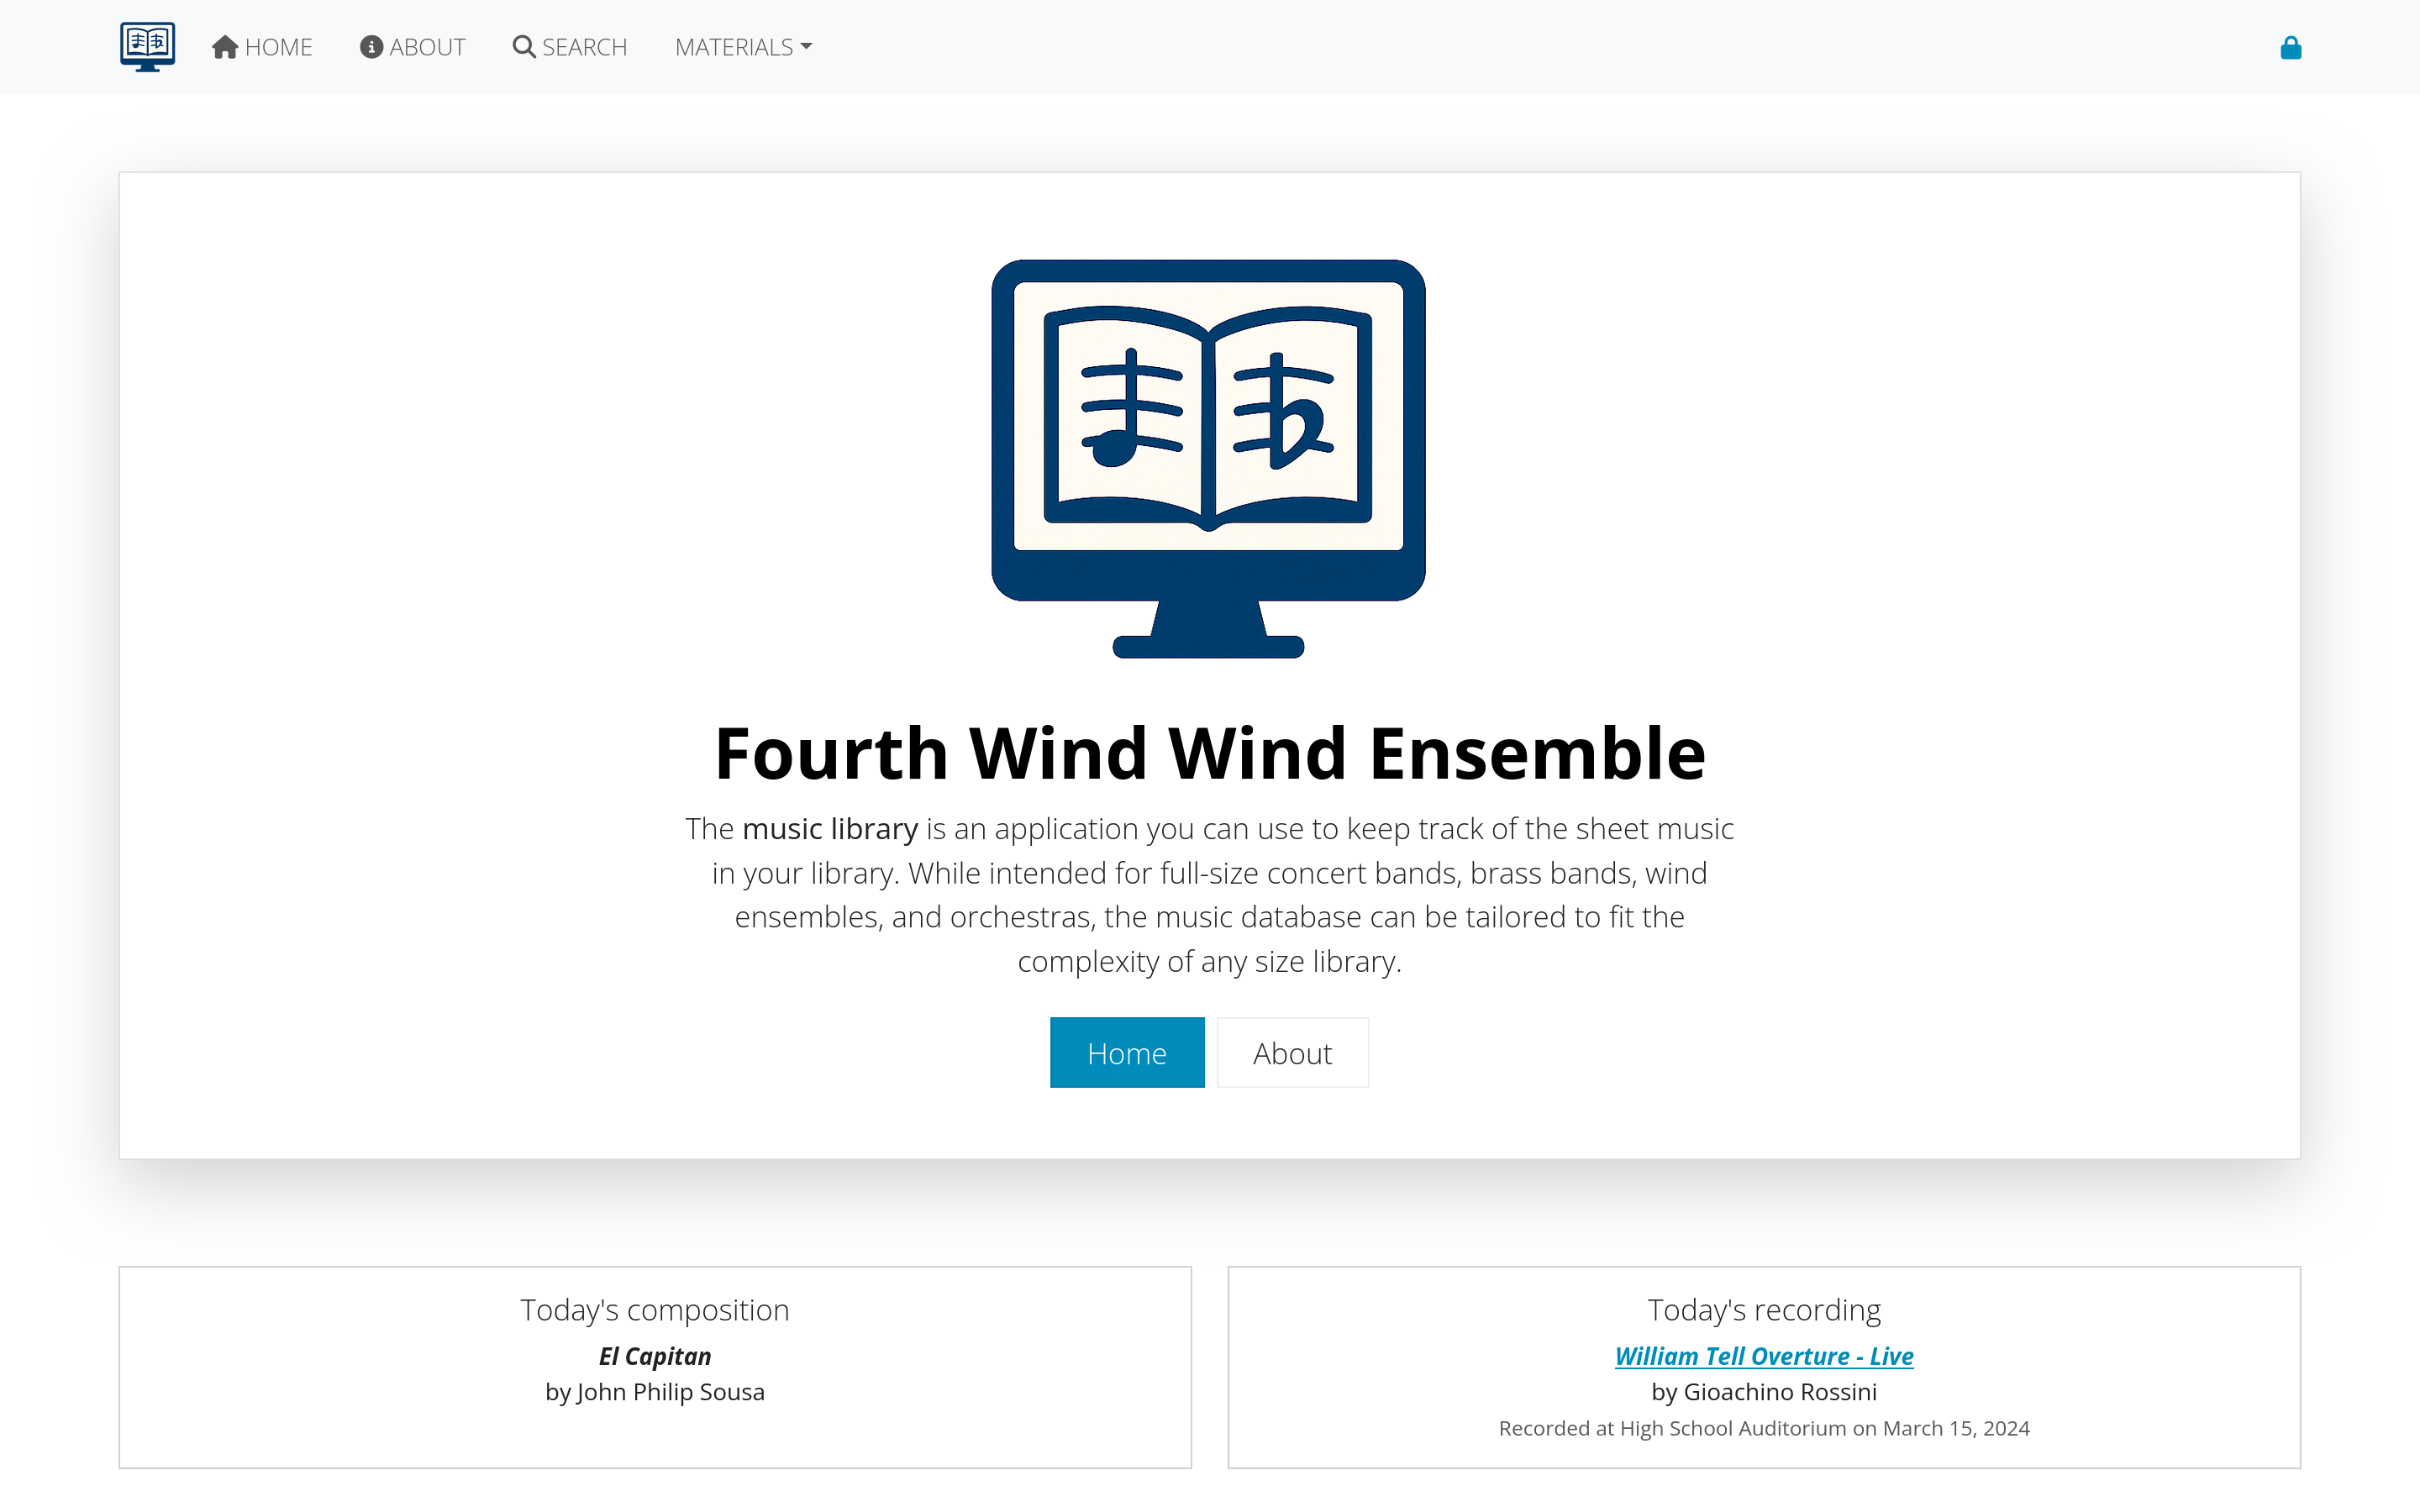 HOME ABOUT SEARCH MATERIALS
Fourth Wind Wind Ensemble
The music library is an application you can use to keep track of the sheet music
in your library. While intended for full-size concert bands, brass bands, wind
ensembles, and orchestras, the music database can be tailored to fit the
complexity of any size library.
Home About
Today's composition
El Capitan
by John Philip Sousa
Today's recording
William Tell Overture - Live
by Gioachino Rossini
Recorded at High School Auditorium on March 15, 2024